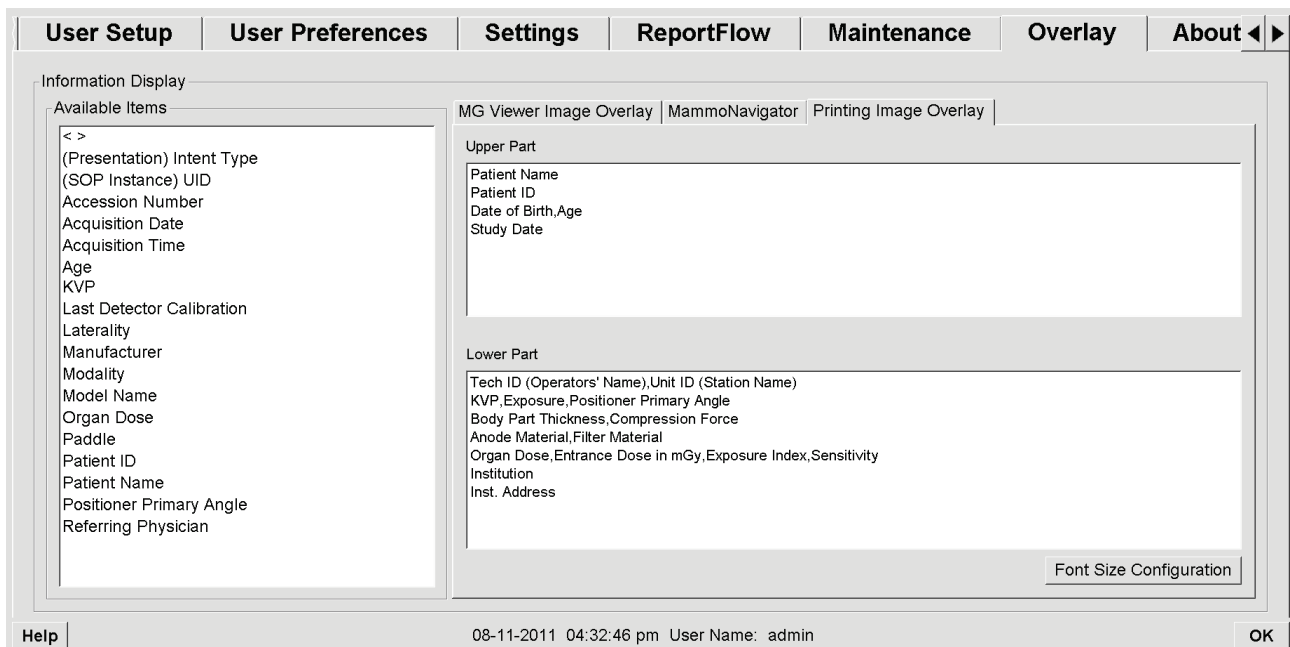 User Setup User Preferences Settings ReportFlow Maintenance Overlay About
Information Display
Available Items
< >
(Presentation) Intent Type
(SOP Instance) UID
Accession Number
Acquisition Date
Acquisition Time
Age
KVP
Last Detector Calibration
Laterality
Manufacturer
Modality
Model Name
Organ Dose
Paddle
Patient ID
Patient Name
Positioner Primary Angle
Referring Physician
MG Viewer Image Overlay MammoNavigator Printing Image Overlay
Upper Part
Patient Name
Patient ID
Date of Birth,Age
Study Date
Lower Part
Tech ID (Operators' Name),Unit ID (Station Name)
KVP,Exposure,Positioner Primary Angle
Body Part Thickness,Compression Force
Anode Material,Filter Material
Organ Dose,Entrance Dose in mGy,Exposure Index,Sensitivity
Institution
Inst. Address
Font Size Configuration
Help 08-11-2011 04:32:46 pm User Name: admin OK